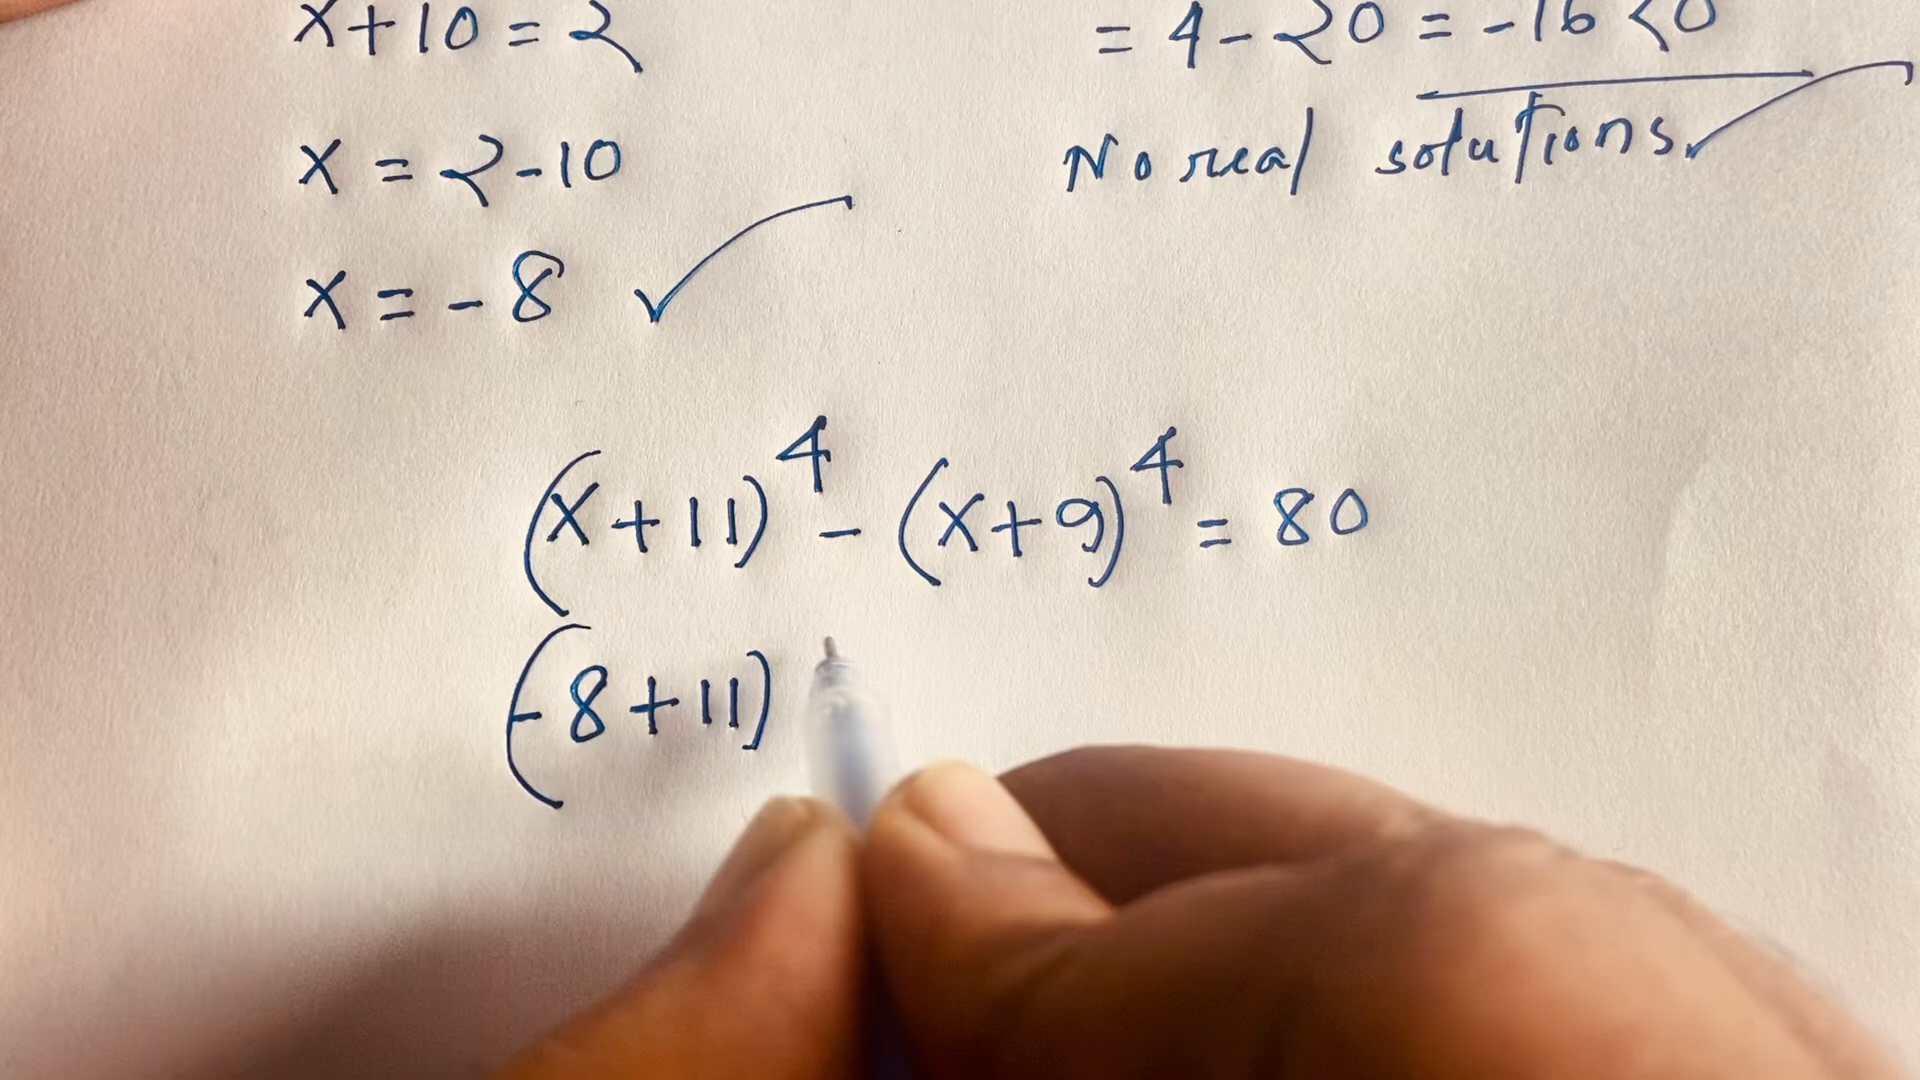 x+10=2
=4-20=-16<0
x=2-10
No real solutions
x=-8
(x+11)^4-(x+9)^4=80
(-8+11)